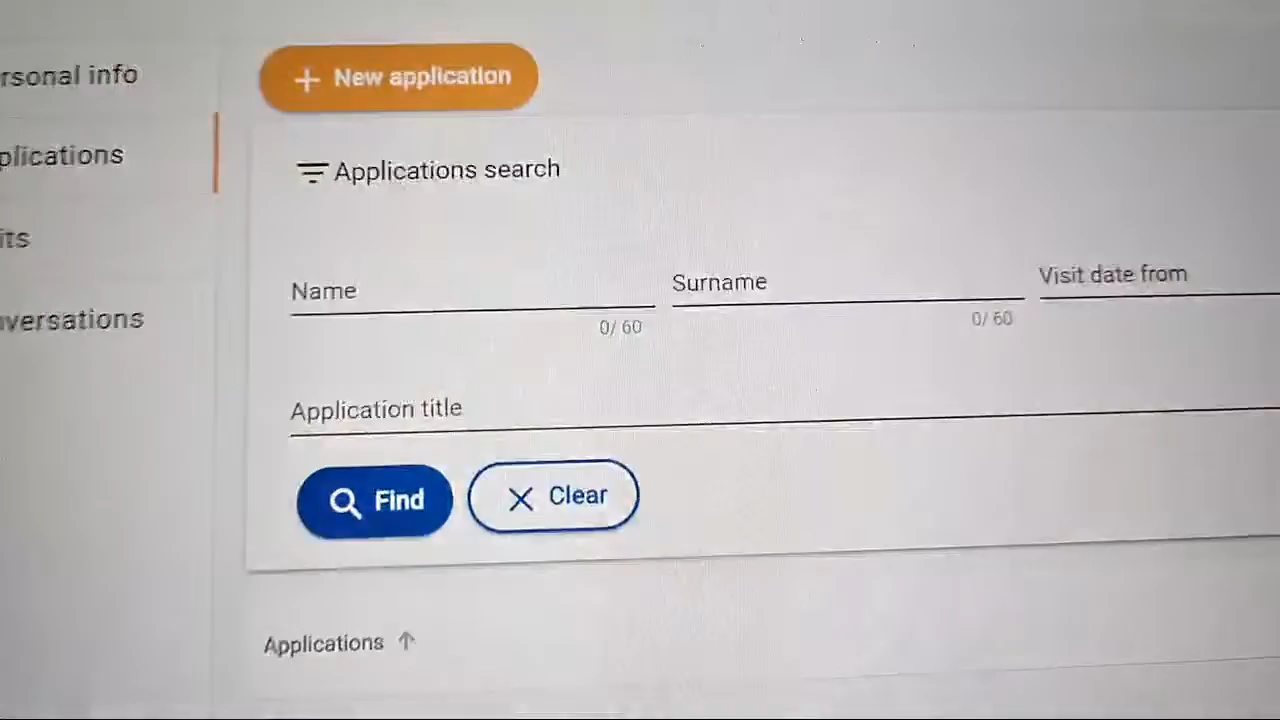 rsonal info
New application
plications
Applications search
its
Name
Surname
Visit date from
0/ 60
0/ 60
nversations
Application title
Find
Clear
Applications